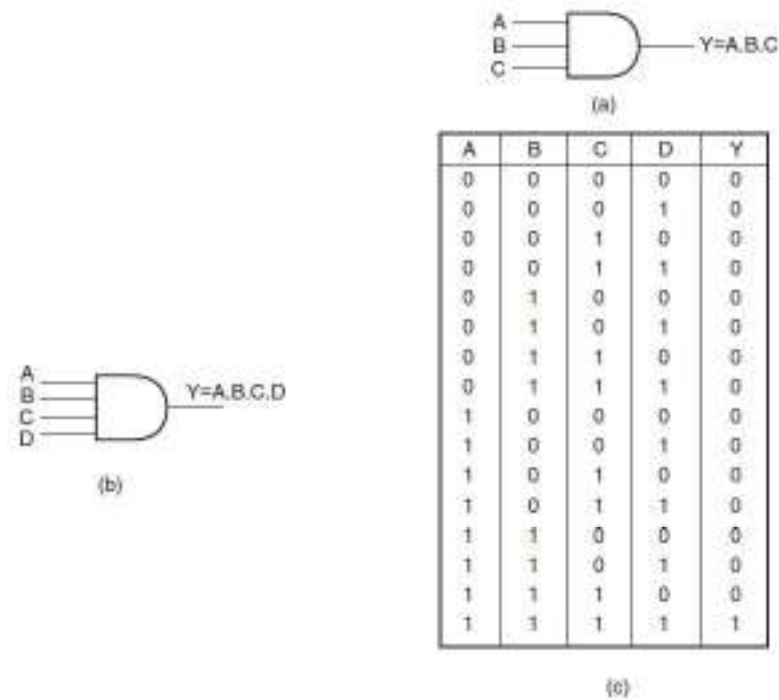 A
B
C
Y=A.B.C
(a)
A B C D Y
0 0 0 0 0
0 0 0 1 0
0 0 1 0 0
0 0 1 1 0
0 1 0 0 0
0 1 0 1 0
0 1 1 0 0
0 1 1 1 0
1 0 0 0 0
1 0 0 1 0
1 0 1 0 0
1 0 1 1 0
1 1 0 0 0
1 1 0 1 0
1 1 1 0 0
1 1 1 1 1
(c)
A
B
C
D
Y=A.B.C.D
(b)